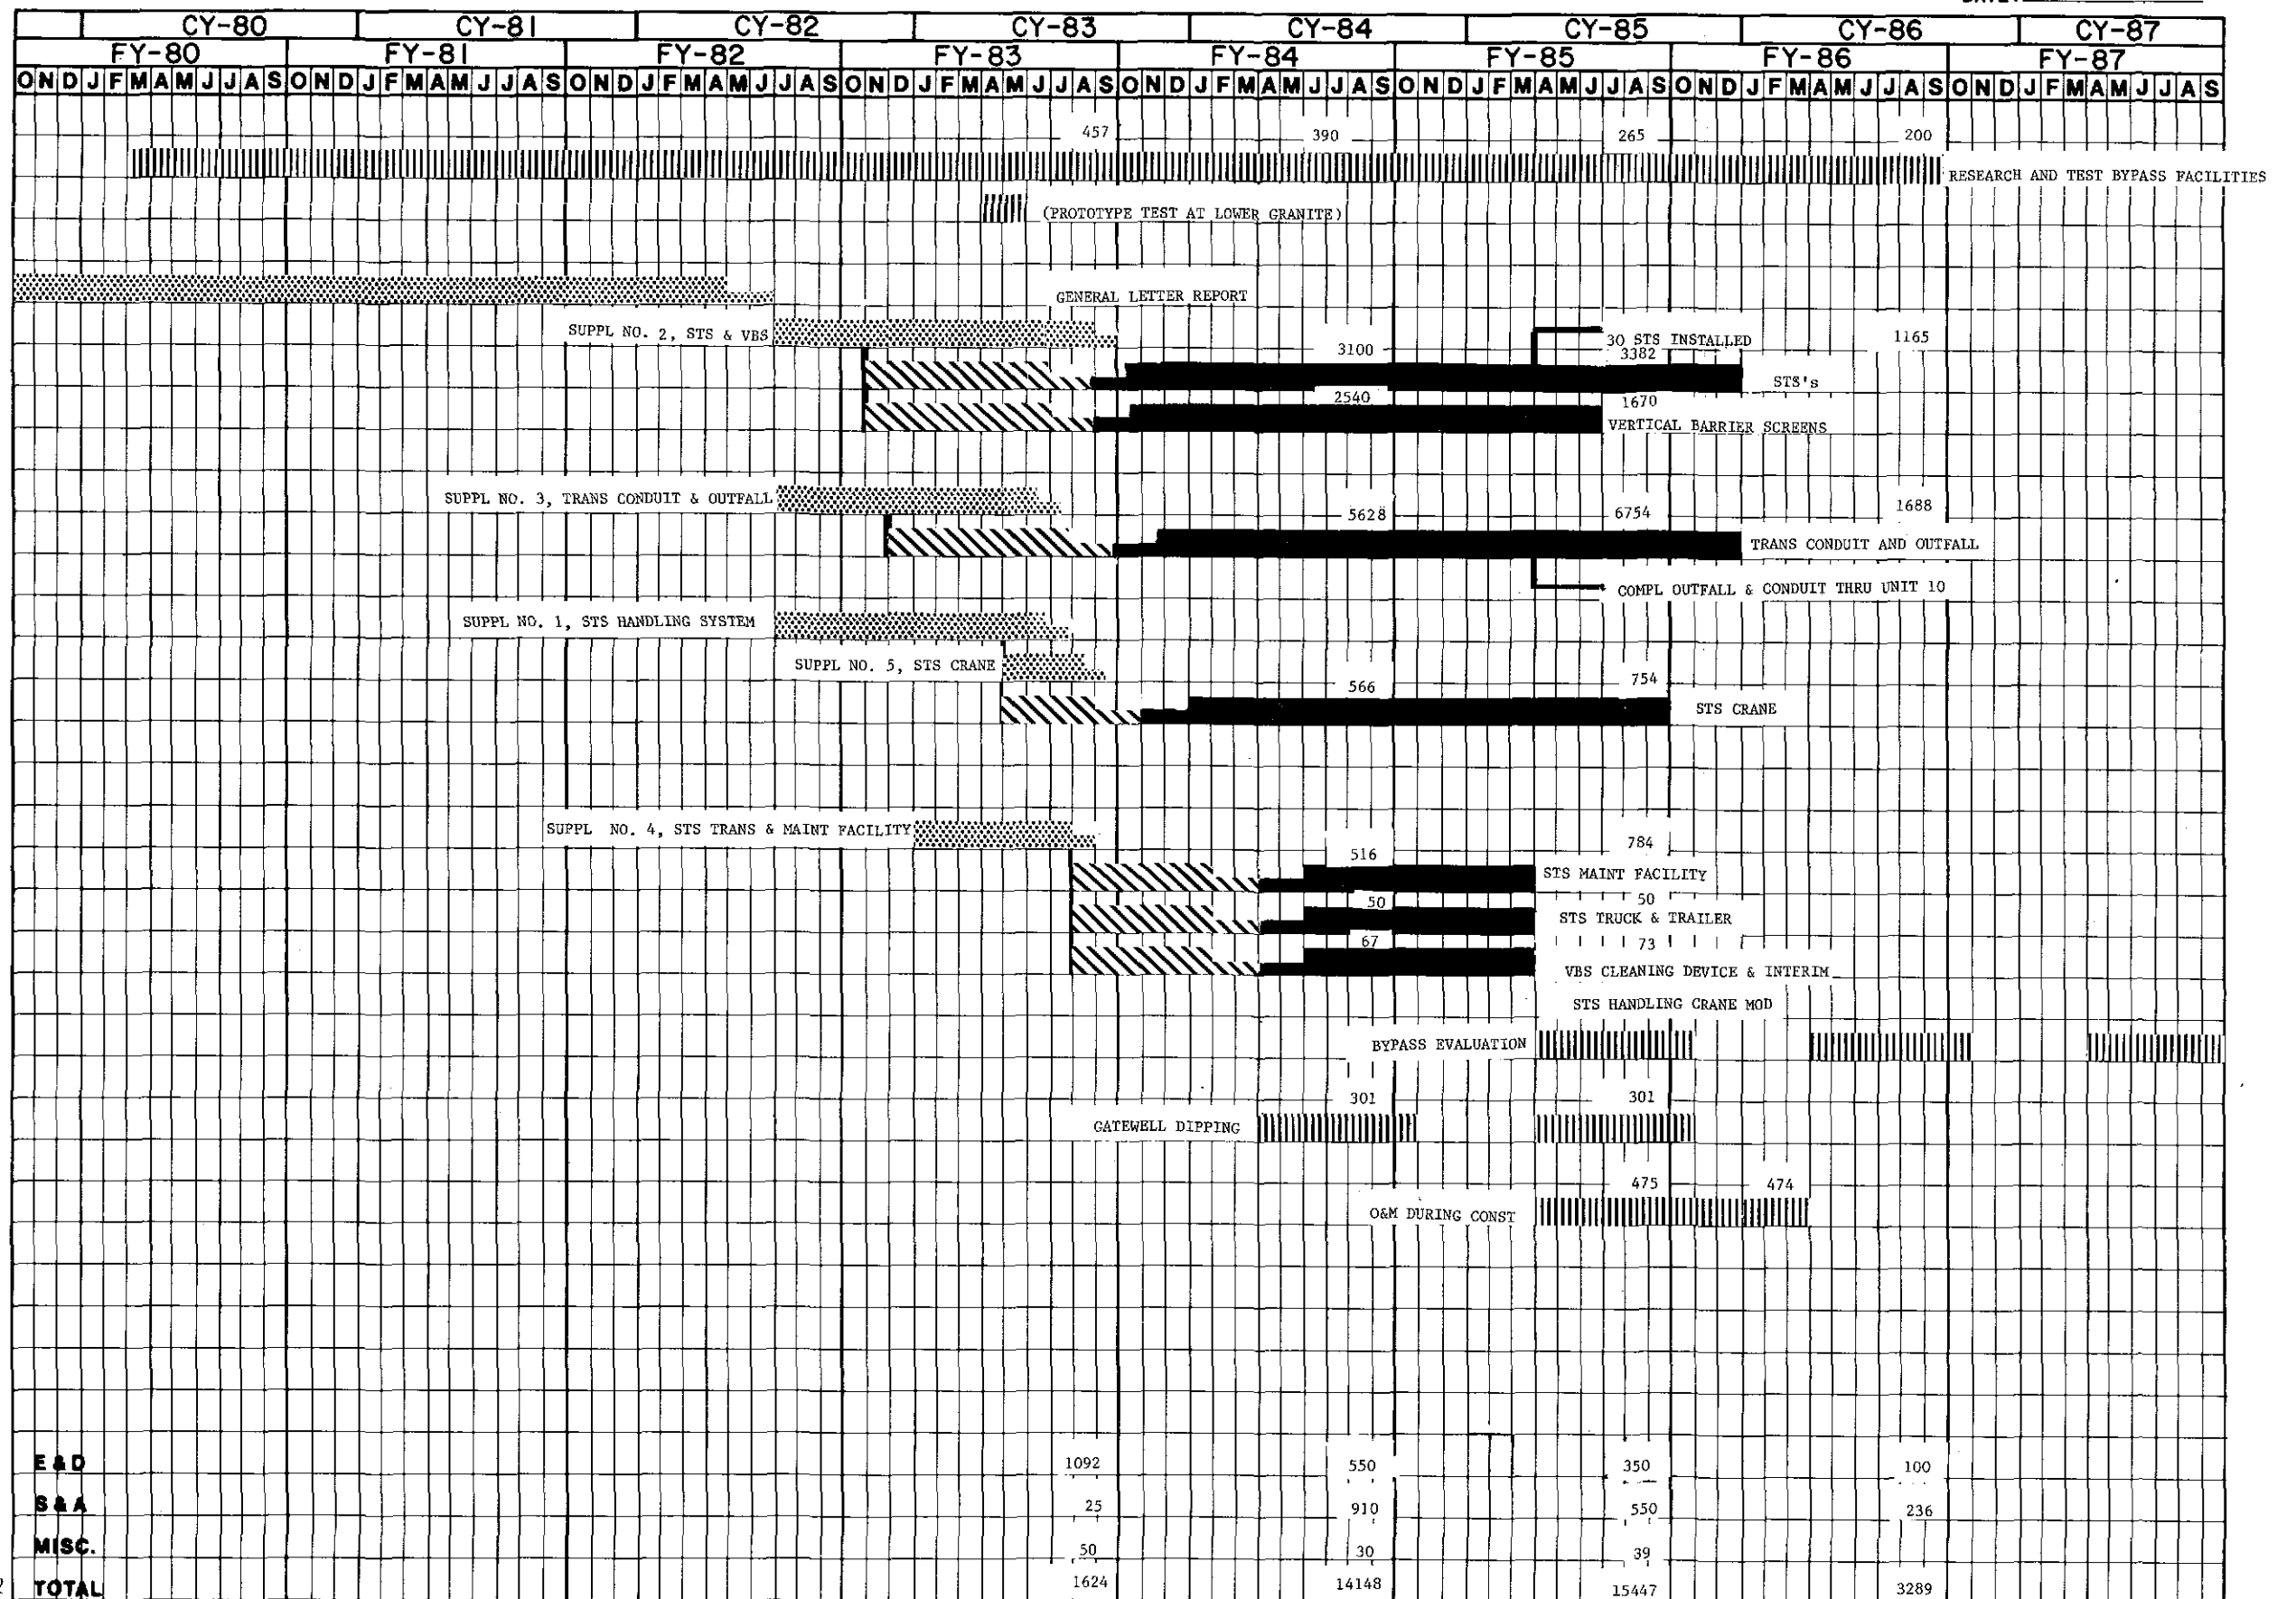 DATE:
CY-80 CY-81 CY-82 CY-83 CY-84 CY-85 CY-86 CY-87
FY-80 FY-81 FY-82 FY-83 FY-84 FY-85 FY-86 FY-87
O N D J F M A M J J A S O N D J F M A M J J A S O N D J F M A M J J A S O N D J F M A M J J A S O N D J F M A M J J A S O N D J F M A M J J A S O N D J F M A M J J A S O N D J F M A M J J A S
457 390 265 200
RESEARCH AND TEST BYPASS FACILITIES
(PROTOTYPE TEST AT LOWER GRANITE)
GENERAL LETTER REPORT
SUPPL NO. 2, STS & VBS
30 STS INSTALLED
3100 3382 1165
STS's
2540 1670
VERTICAL BARRIER SCREENS
SUPPL NO. 3, TRANS CONDUIT & OUTFALL
5628 6754 1688
TRANS CONDUIT AND OUTFALL
COMPL OUTFALL & CONDUIT THRU UNIT 10
SUPPL NO. 1, STS HANDLING SYSTEM
SUPPL NO. 5, STS CRANE
566 754
STS CRANE
SUPPL NO. 4, STS TRANS & MAINT FACILITY
516 784
STS MAINT FACILITY
50 50
STS TRUCK & TRAILER
67 73
VBS CLEANING DEVICE & INTERIM
STS HANDLING CRANE MOD
BYPASS EVALUATION
301 301
GATEWELL DIPPING
475 474
O&M DURING CONST
E & D 1092 550 350 100
S & A 25 910 550 236
MISC. 50 30 39
TOTAL 1624 14148 15447 3289